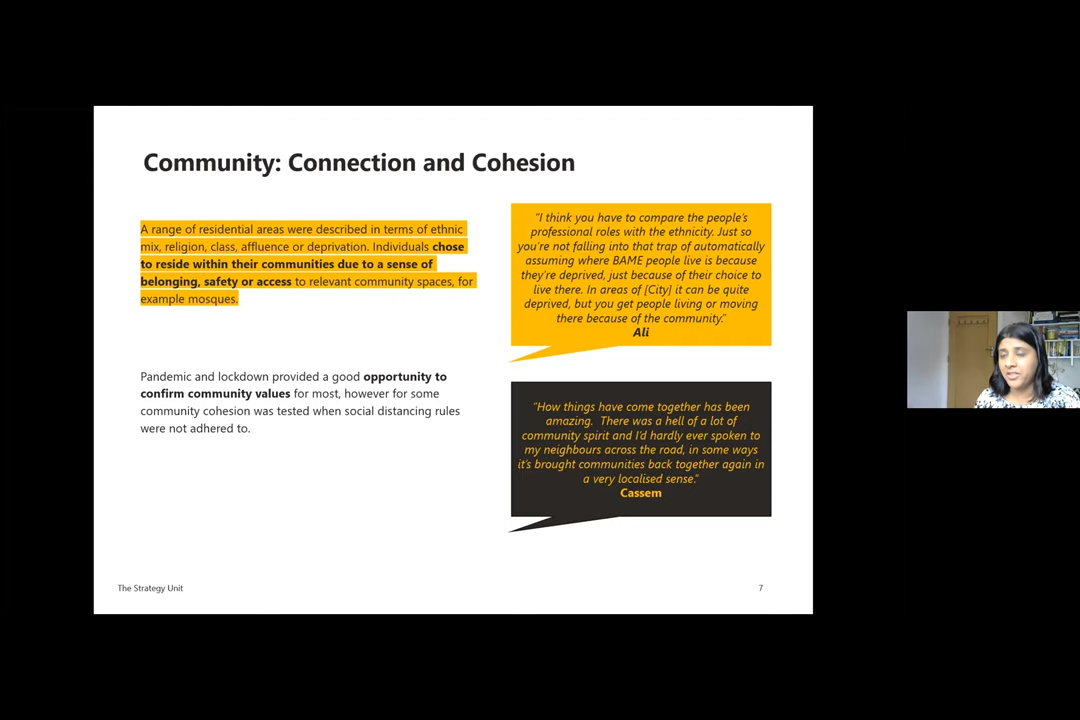 Community: Connection and Cohesion
A range of residential areas were described in terms of ethnic
mix, religion, class, affluence or deprivation. Individuals chose
to reside within their communities due to a sense of
belonging, safety or access to relevant community spaces, for
example mosques.
Pandemic and lockdown provided a good opportunity to
confirm community values for most, however for some
community cohesion was tested when social distancing rules
were not adhered to.
"I think you have to compare the people's
professional roles with the ethnicity. Just so
you're not falling into that trap of automatically
assuming where BAME people live is because
they're deprived, just because of their choice to
live there. In areas of [City] it can be quite
deprived, but you get people living or moving
there because of the community."
Ali
"How things have come together has been
amazing.  There was a hell of a lot of
community spirit and I'd hardly ever spoken to
my neighbours across the road, in some ways
it's brought communities back together again in
a very localised sense."
Cassem
The Strategy Unit
7